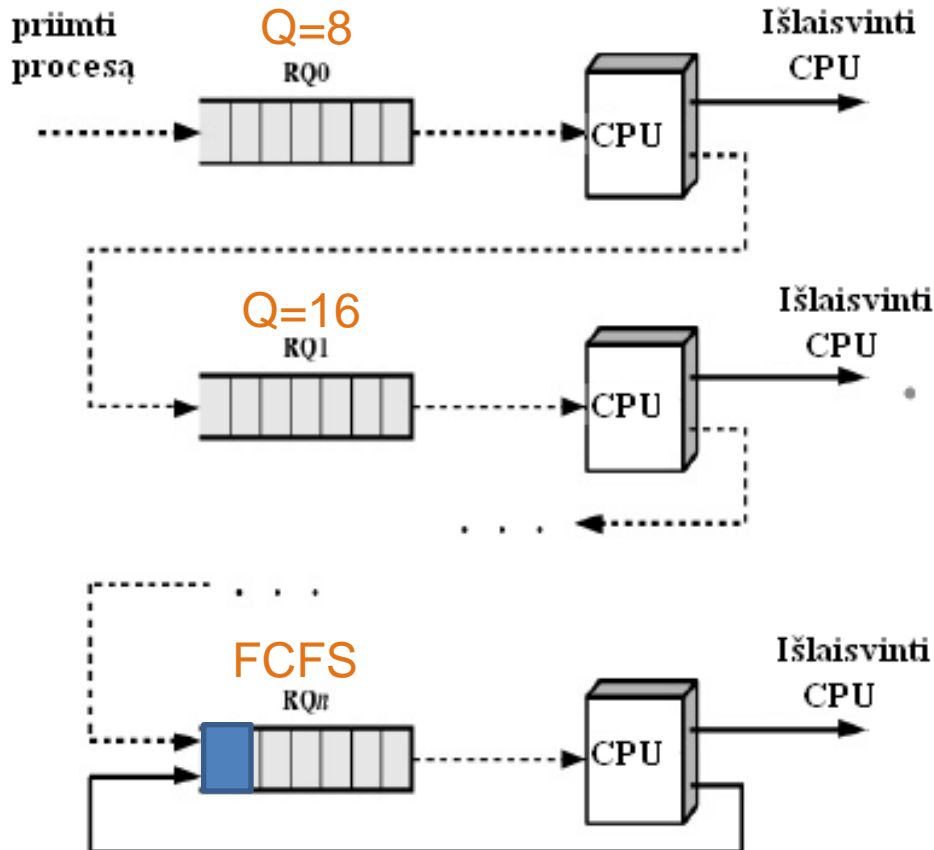 priimti
procesą
Q=8
RQ0
CPU
Išlaisvinti
CPU
Q=16
RQ1
CPU
Išlaisvinti
CPU
. . .
. . .
FCFS
RQn
CPU
Išlaisvinti
CPU